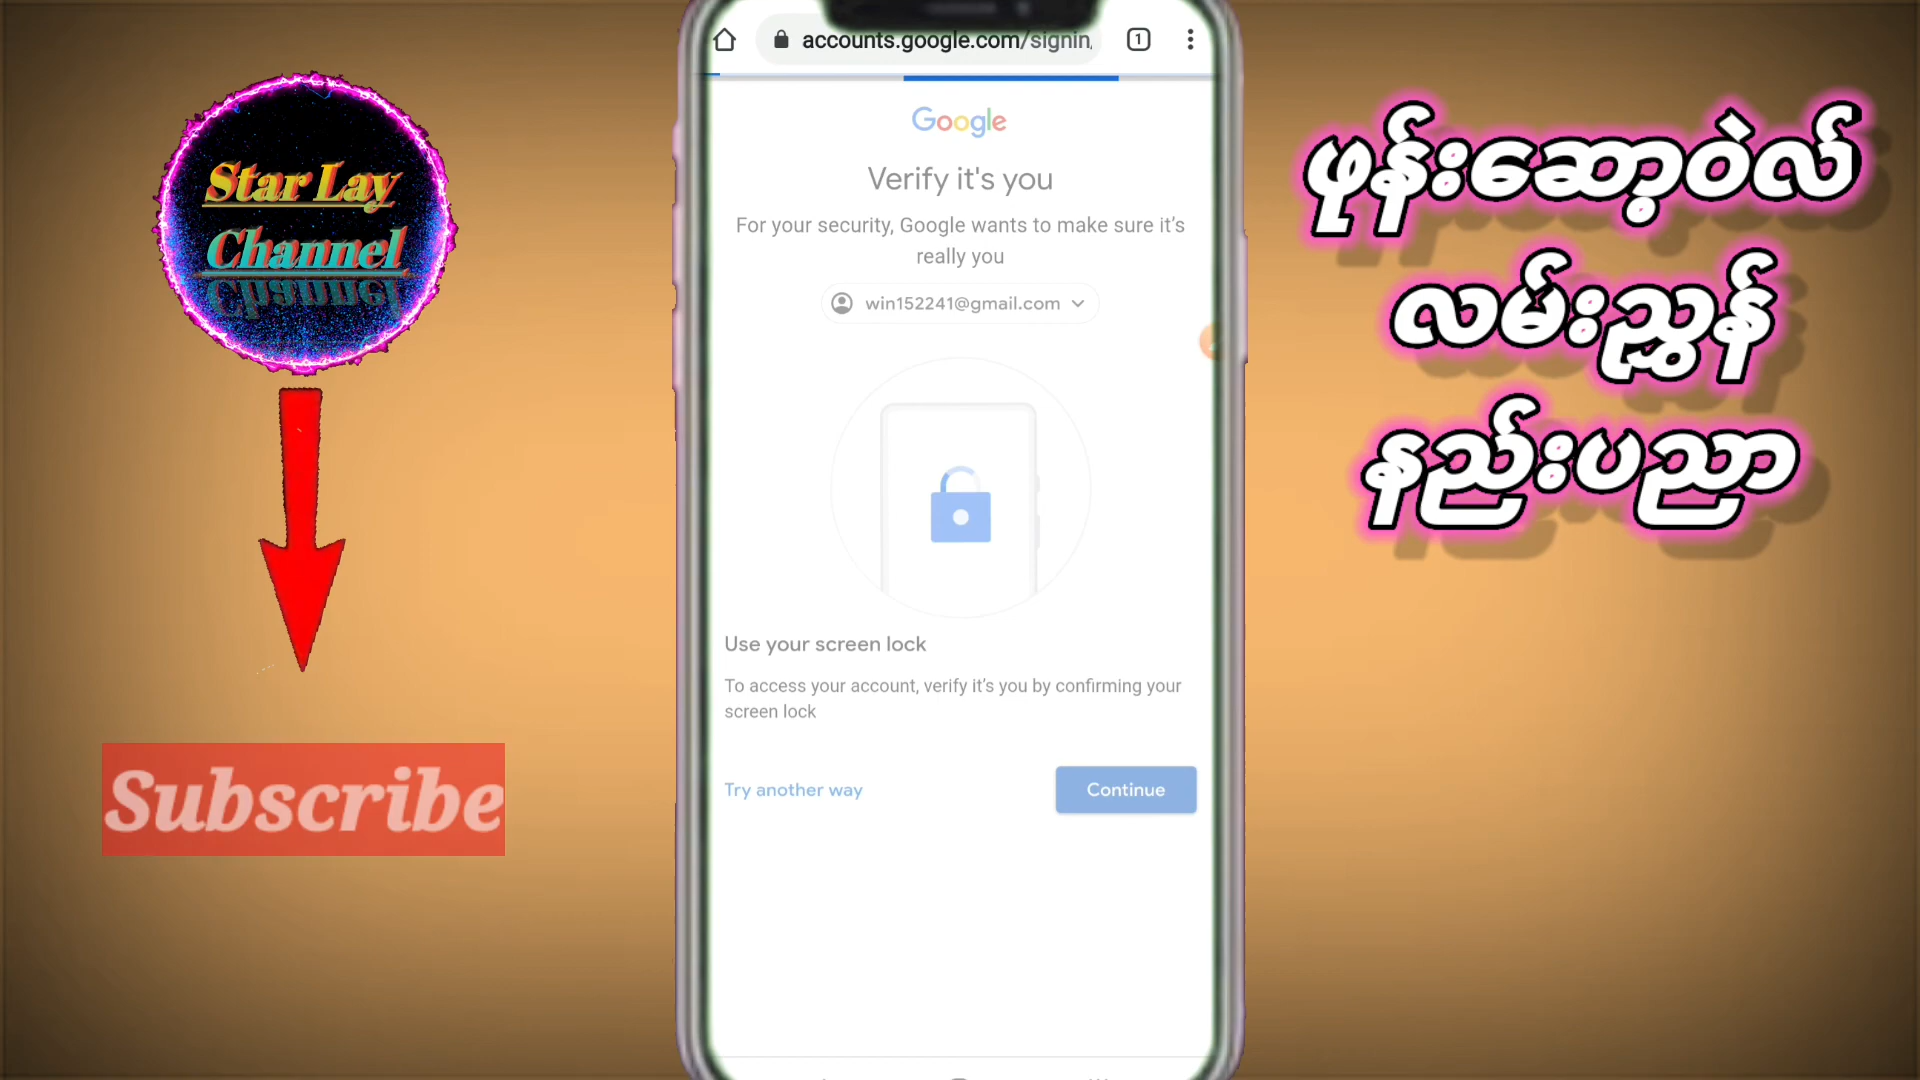 Star Lay
Channel
Subscribe
accounts.google.com/signin
1
Google
Verify it's you
For your security, Google wants to make sure it’s
really you
win152241@gmail.com
Use your screen lock
To access your account, verify it’s you by confirming your
screen lock
Try another way
Continue
ဖုန်းဆော့ဝဲလ်
လမ်းညွှန်
နည်းပညာ